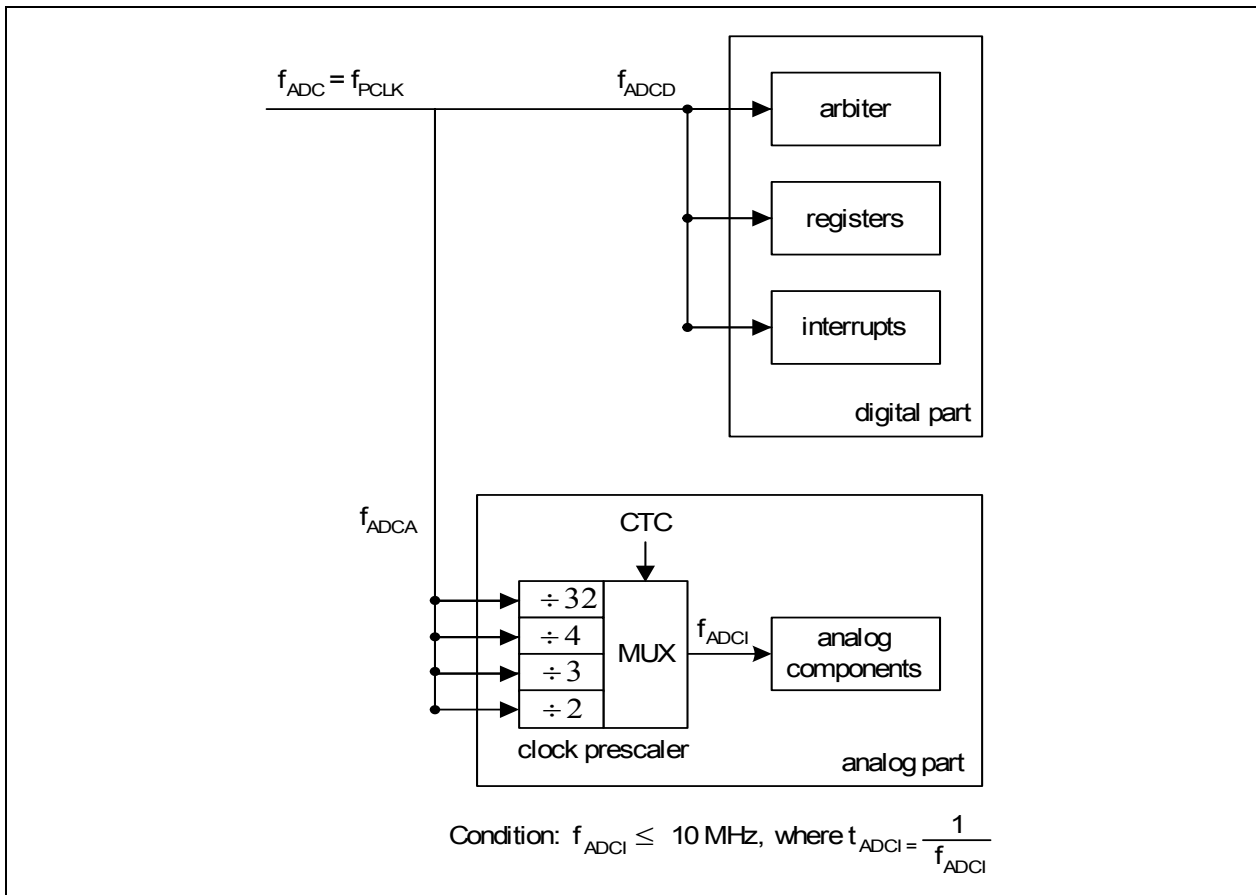 f_ADC = f_PCLK
f_ADCD
arbiter
registers
interrupts
digital part
f_ADCA
CTC
÷ 32
÷ 4
÷ 3
÷ 2
MUX
f_ADCI
analog
components
clock prescaler
analog part
Condition: f_ADCI ≤ 10 MHz, where t_ADCI = 1 / f_ADCI